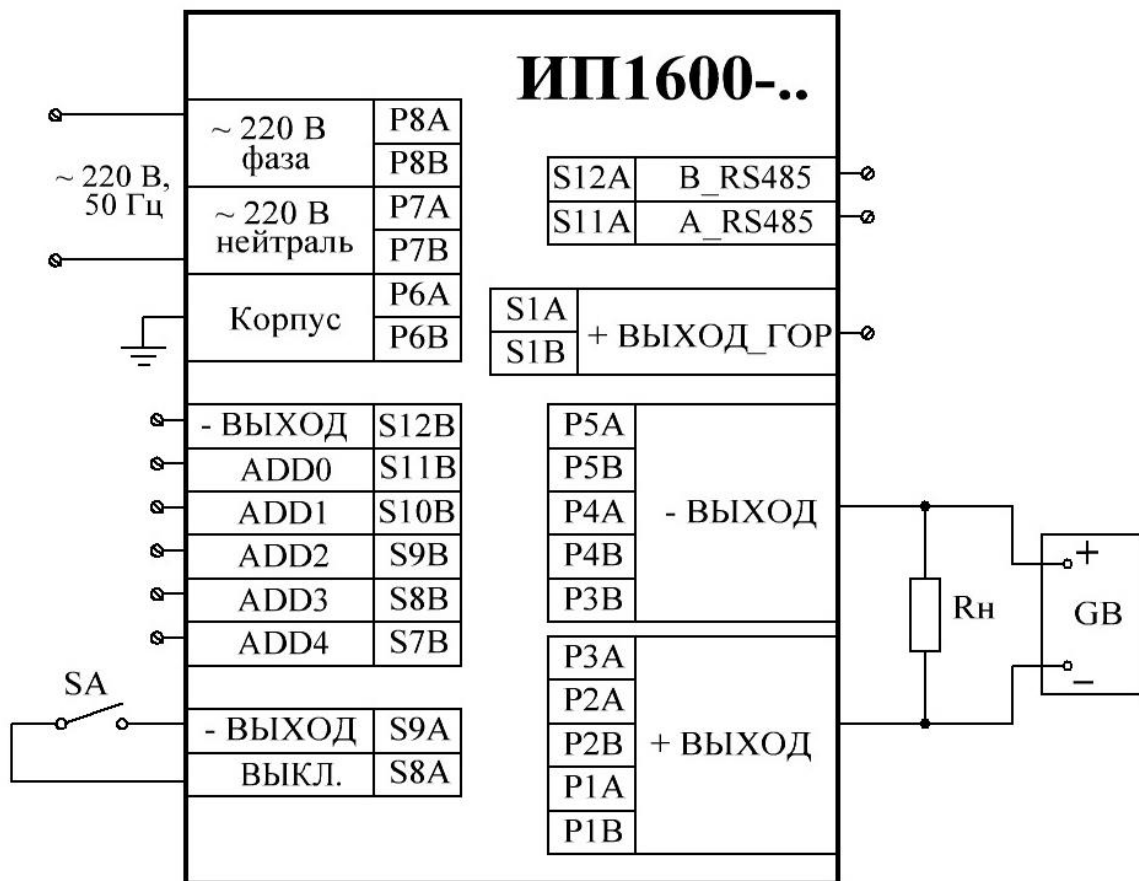 ИП1600-..
~ 220 В,
50 Гц
~ 220 В
фаза
P8A
P8B
~ 220 В
нейтраль
P7A
P7B
Корпус
P6A
P6B
S12A B_RS485
S11A A_RS485
S1A
S1B
+ ВЫХОД_ГОР
- ВЫХОД S12B
ADD0 S11B
ADD1 S10B
ADD2 S9B
ADD3 S8B
ADD4 S7B
SA
- ВЫХОД S9A
ВЫКЛ. S8A
P5A
P5B
P4A
P4B
P3B
- ВЫХОД
P3A
P2A
P2B
P1A
P1B
+ ВЫХОД
Rн
+
GB
–